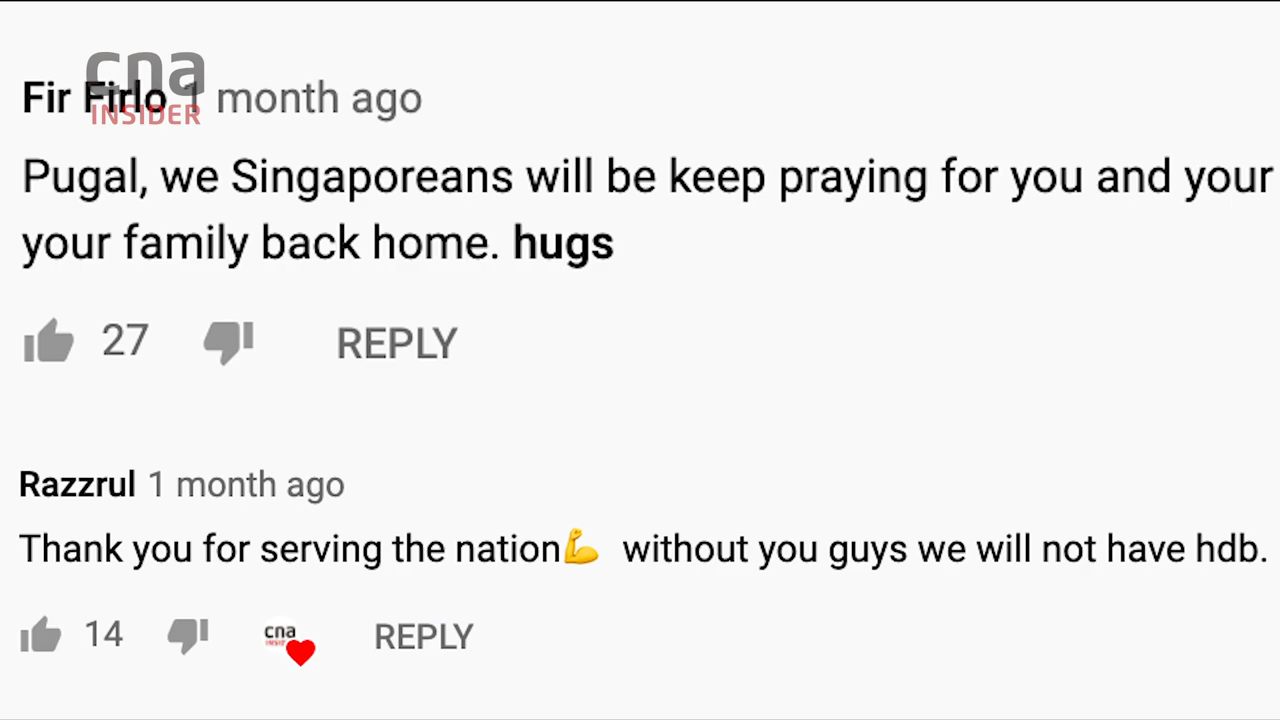 cna
INSIDER
Fir Firlo 1 month ago
Pugal, we Singaporeans will be keep praying for you and your
your family back home. hugs
27 REPLY
Razzrul 1 month ago
Thank you for serving the nation💪 without you guys we will not have hdb.
14 cna INSIDER REPLY